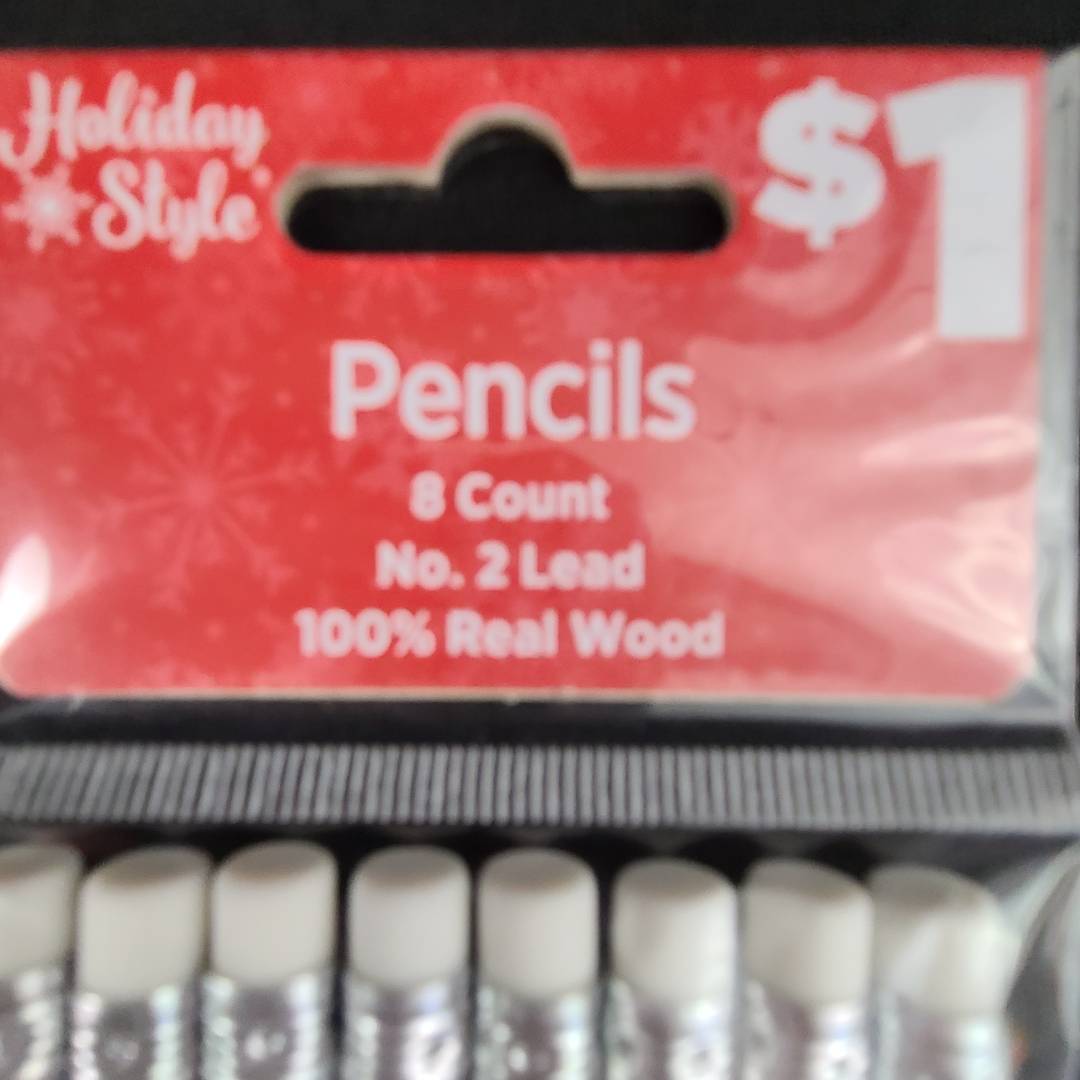 Holiday
Style
$1
Pencils
8 Count
No. 2 Lead
100% Real Wood